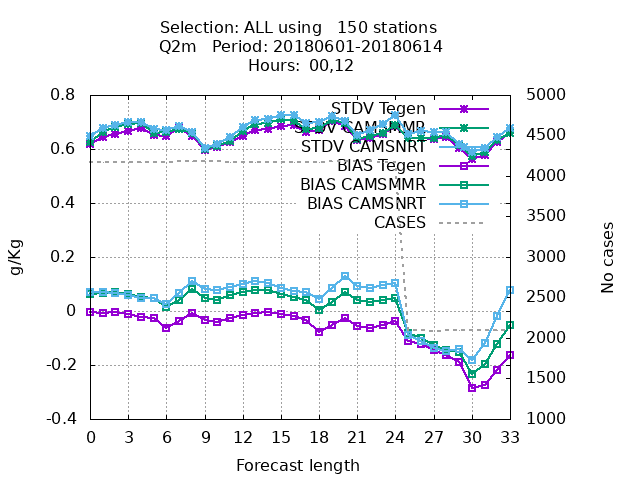 Selection: ALL using 150 stations
Q2m Period: 20180601-20180614
Hours: 00,12
STDV Tegen
STDV CAMSMMR
STDV CAMSNRT
BIAS Tegen
BIAS CAMSMMR
BIAS CAMSNRT
CASES
g/Kg
0.8
0.6
0.4
0.2
0
-0.2
-0.4
5000
4500
4000
3500
3000
2500
2000
1500
1000
No cases
0 3 6 9 12 15 18 21 24 27 30 33
Forecast length